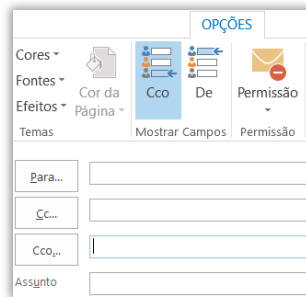 OPÇÕES
Cores
Fontes
Efeitos
Temas
Cor da
Página
Cco
De
Mostrar Campos
Permissão
Permissão
Para...
Cc...
Cco...
Assunto